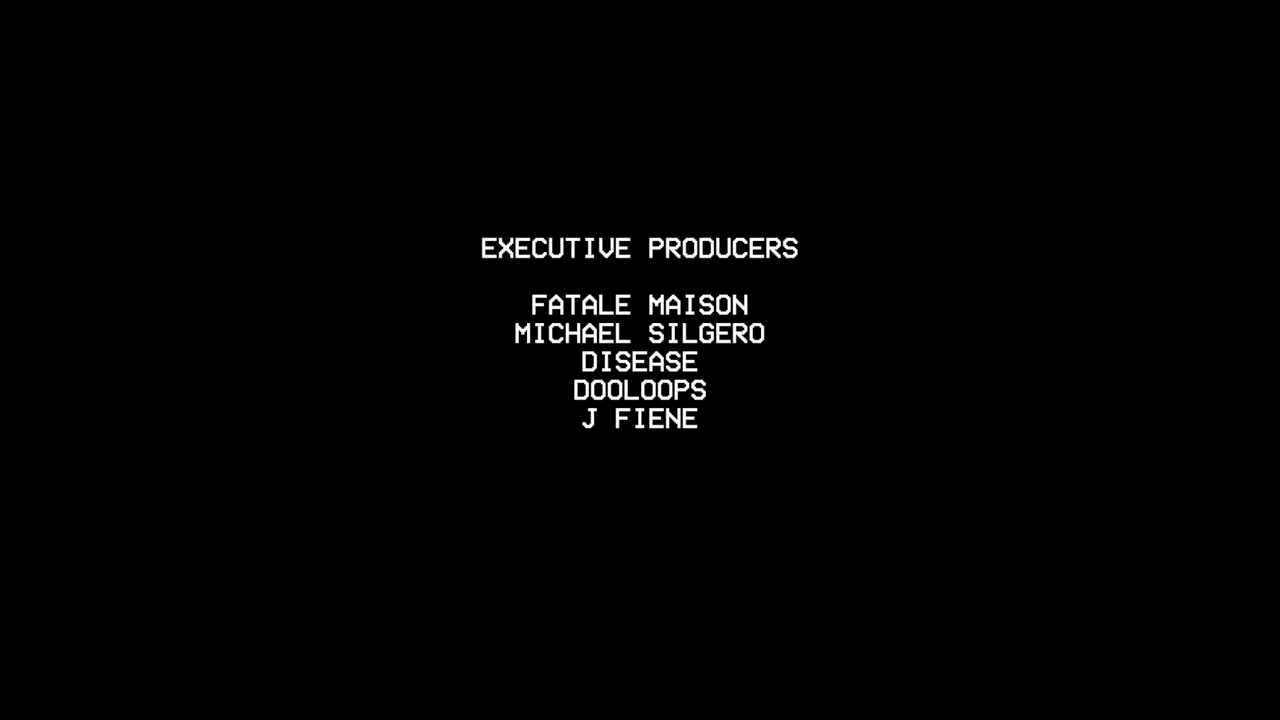 EXECUTIVE PRODUCERS
FATALE MAISON
MICHAEL SILGERO
DISEASE
DOOLOOPS
J FIENE